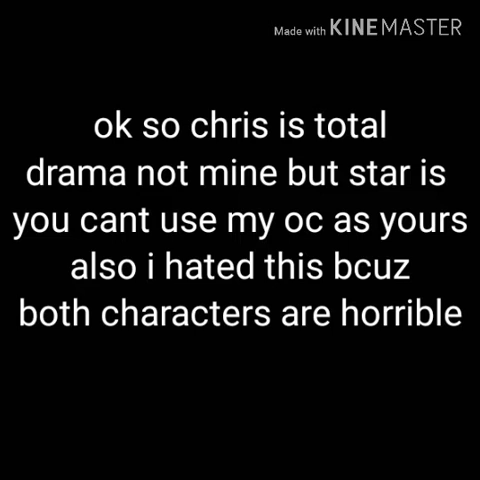 Made with KINEMASTER
ok so chris is total
drama not mine but star is
you cant use my oc as yours
also i hated this bcuz
both characters are horrible